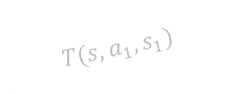 T(s, a₁, s₁)